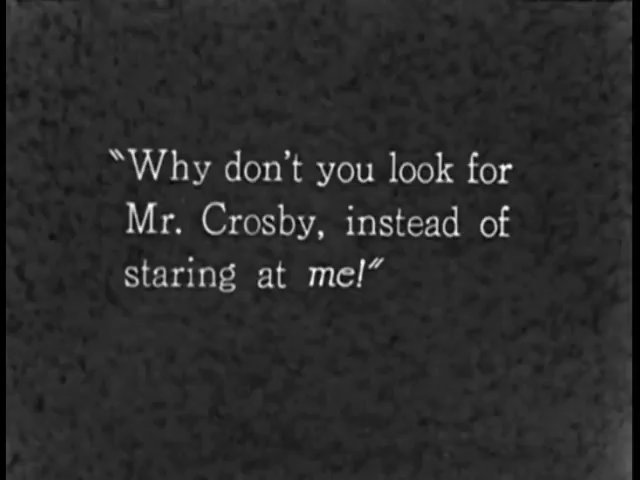 "Why don't you look for
Mr. Crosby, instead of
staring at me!"